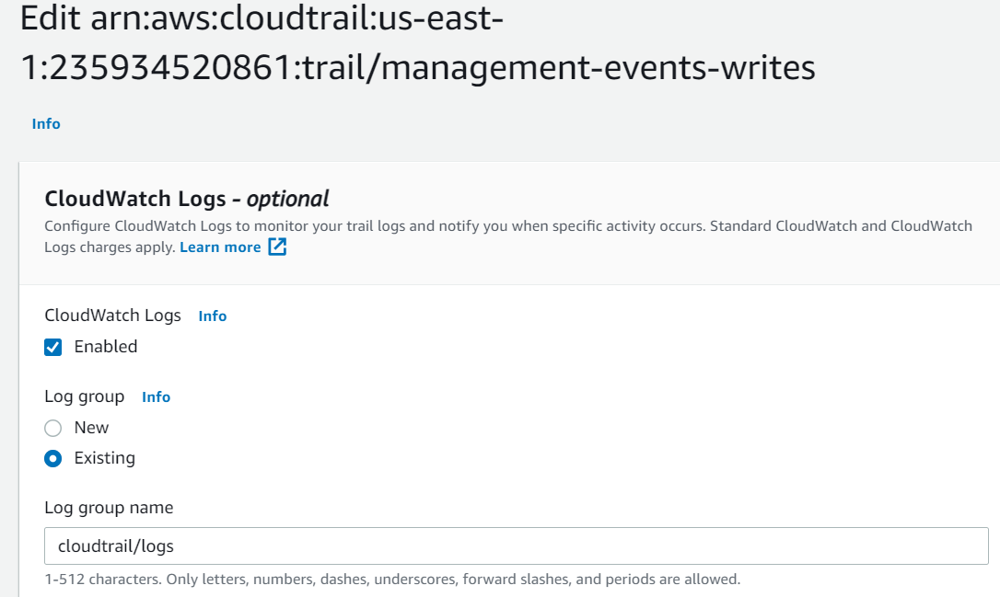 Edit arn:aws:cloudtrail:us-east-
1:235934520861:trail/management-events-writes
Info
CloudWatch Logs - optional
Configure CloudWatch Logs to monitor your trail logs and notify you when specific activity occurs. Standard CloudWatch and CloudWatch
Logs charges apply. Learn more
CloudWatch Logs Info
Enabled
Log group Info
New
Existing
Log group name
cloudtrail/logs
1-512 characters. Only letters, numbers, dashes, underscores, forward slashes, and periods are allowed.